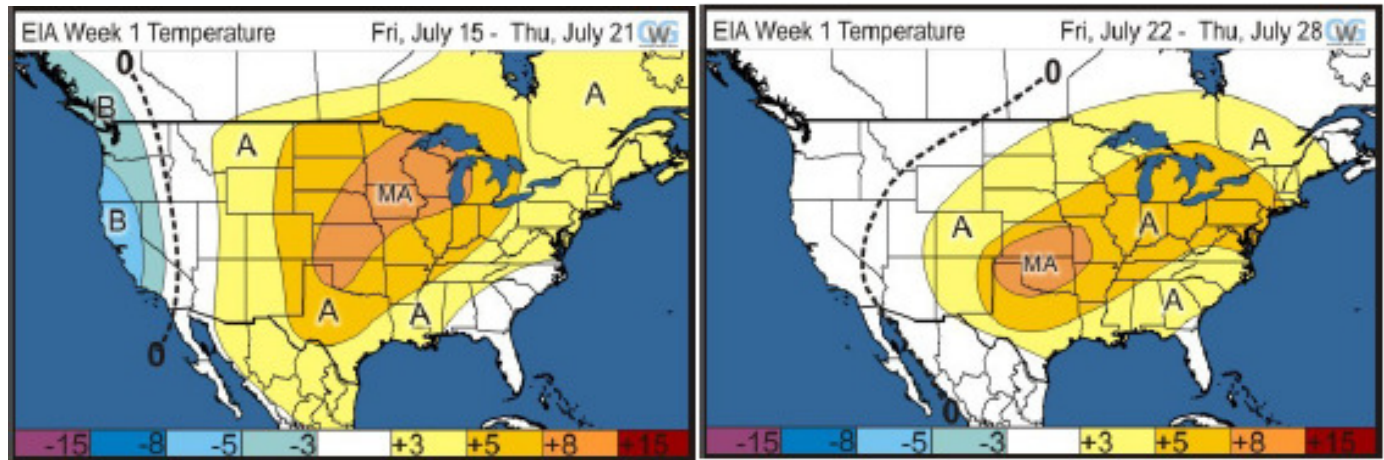 EIA Week 1 Temperature Fri, July 15 - Thu, July 21 CWG
0
B
A
A
B
MA
A
A
0
-15 -8 -5 -3 +3 +5 +8 +15
EIA Week 1 Temperature Fri, July 22 - Thu, July 28 CWG
0
A
A
A
MA
A
0
-15 -8 -5 -3 +3 +5 +8 +15